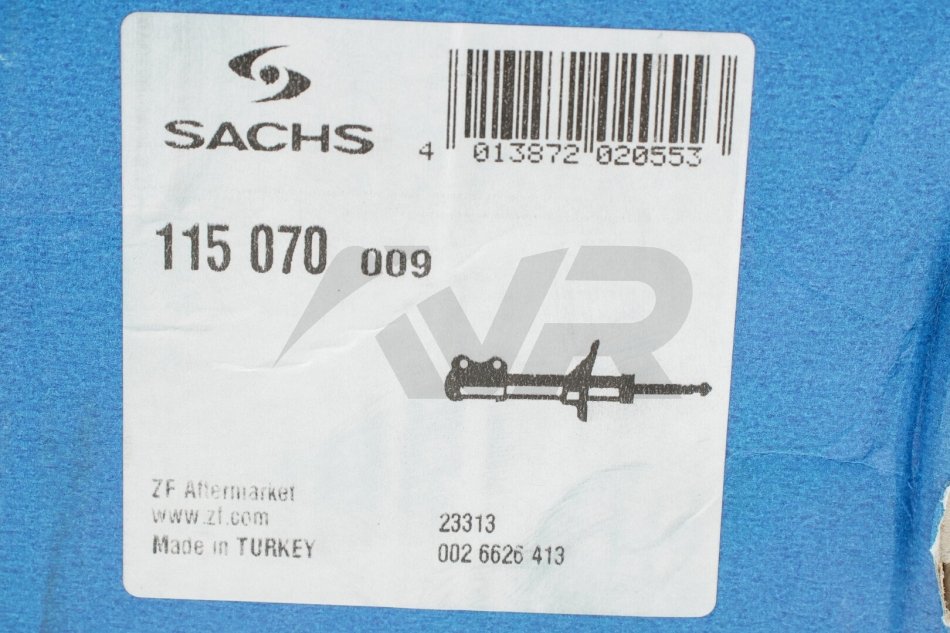 SACHS
4 013872 020553
115 070 009
WR
ZF Aftermarket
www.zf.com
Made in TURKEY
23313
002 6626 413